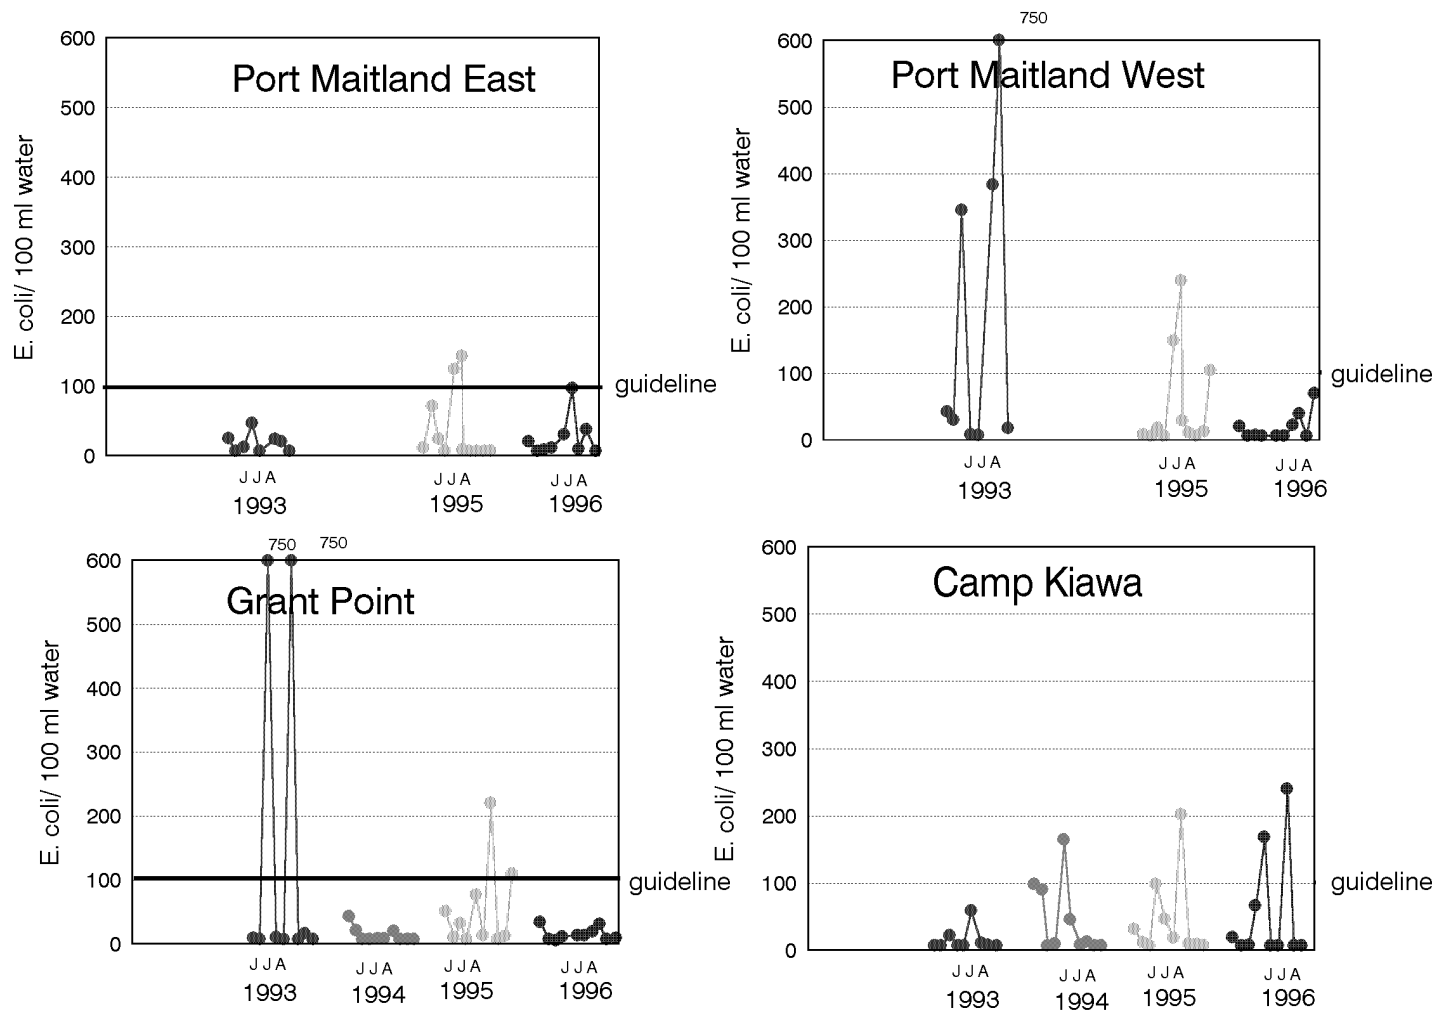 750
600
Port Maitland East
500
400
300
200
100
0
E. coli/ 100 ml water
guideline
J J A
J J A
J J A
1993
1995
1996
600
Port Maitland West
500
400
300
200
100
0
E. coli/ 100 ml water
guideline
J J A
J J A
J J A
1993
1995
1996
750
750
600
Grant Point
500
400
300
200
100
0
E. coli/ 100 ml water
guideline
J J A
J J A
J J A
J J A
1993
1994
1995
1996
600
Camp Kiawa
500
400
300
200
100
0
E. coli/ 100 ml water
guideline
J J A
J J A
J J A
J J A
1993
1994
1995
1996